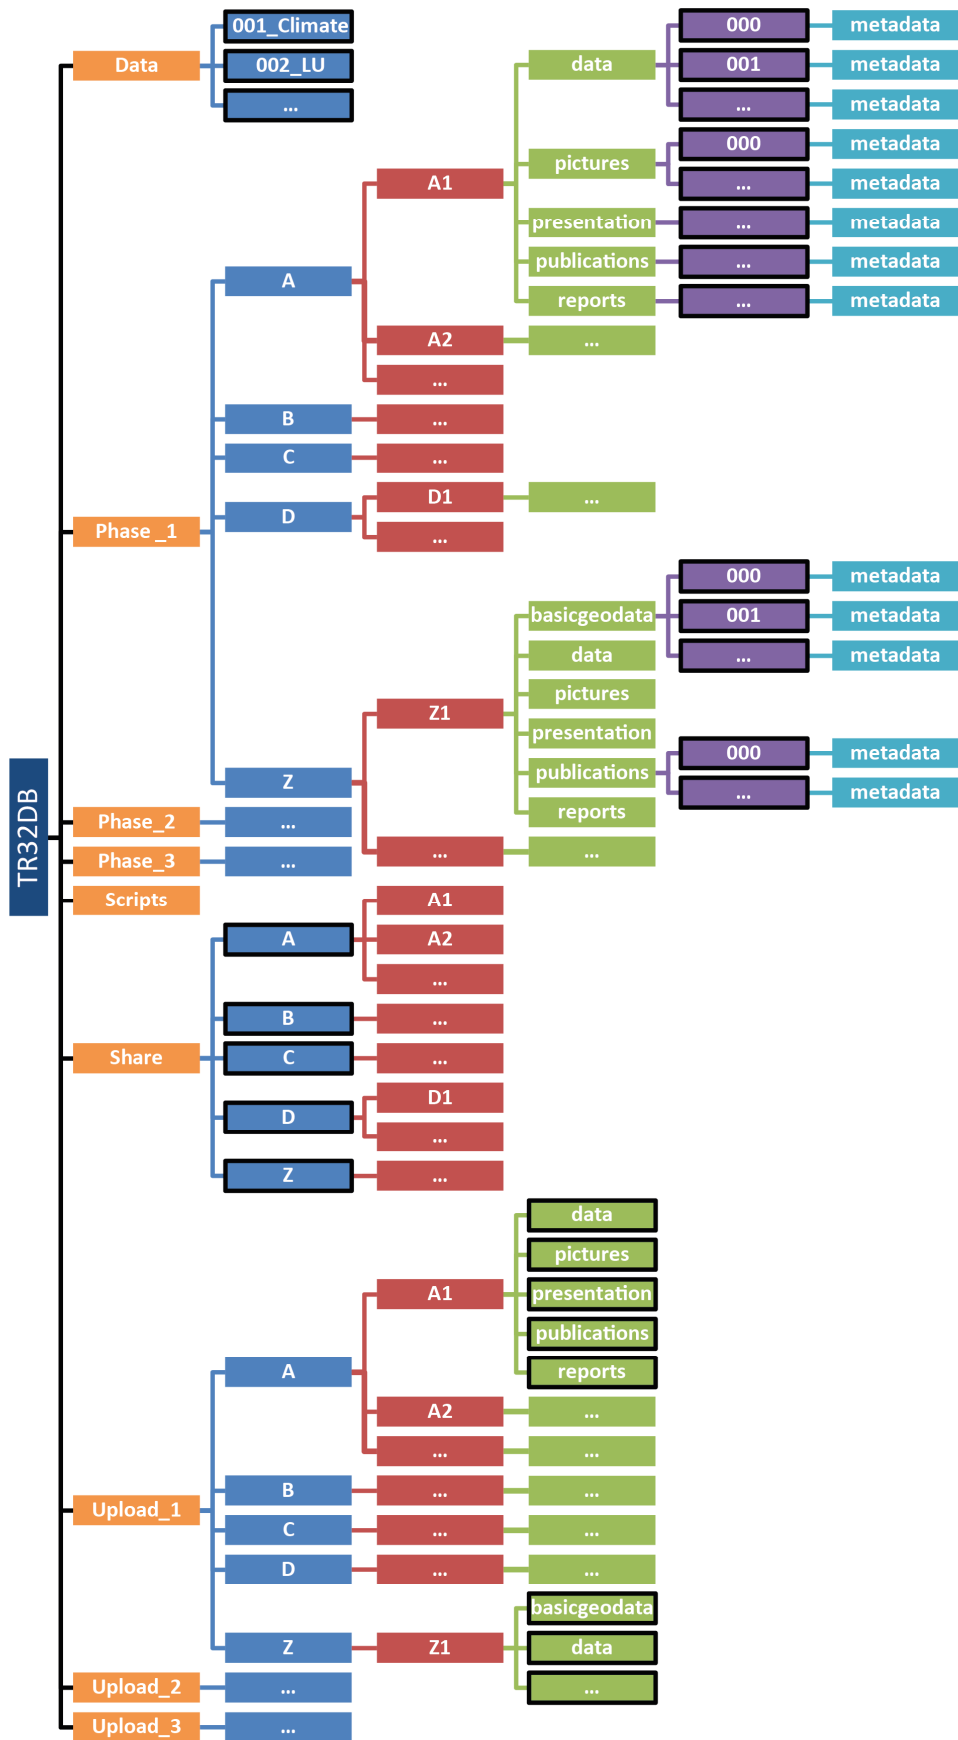 001_Climate
000
metadata
Data
002_LU
data
001
metadata
...
...
metadata
000
metadata
pictures
A1
...
metadata
presentation
...
metadata
publications
...
metadata
A
reports
...
metadata
A2
...
...
B
...
C
...
D1
...
D
Phase _1
...
000
metadata
basicgeodata
001
metadata
data
...
metadata
pictures
Z1
presentation
000
metadata
publications
Z
...
metadata
reports
TR32DB
Phase_2
...
...
...
Phase_3
...
Scripts
A1
A
A2
...
B
...
Share
C
...
D1
D
...
Z
...
data
pictures
A1
presentation
publications
A
reports
A2
...
...
...
B
...
...
Upload_1
C
...
...
D
...
...
basicgeodata
Z
Z1
data
Upload_2
...
...
Upload_3
...